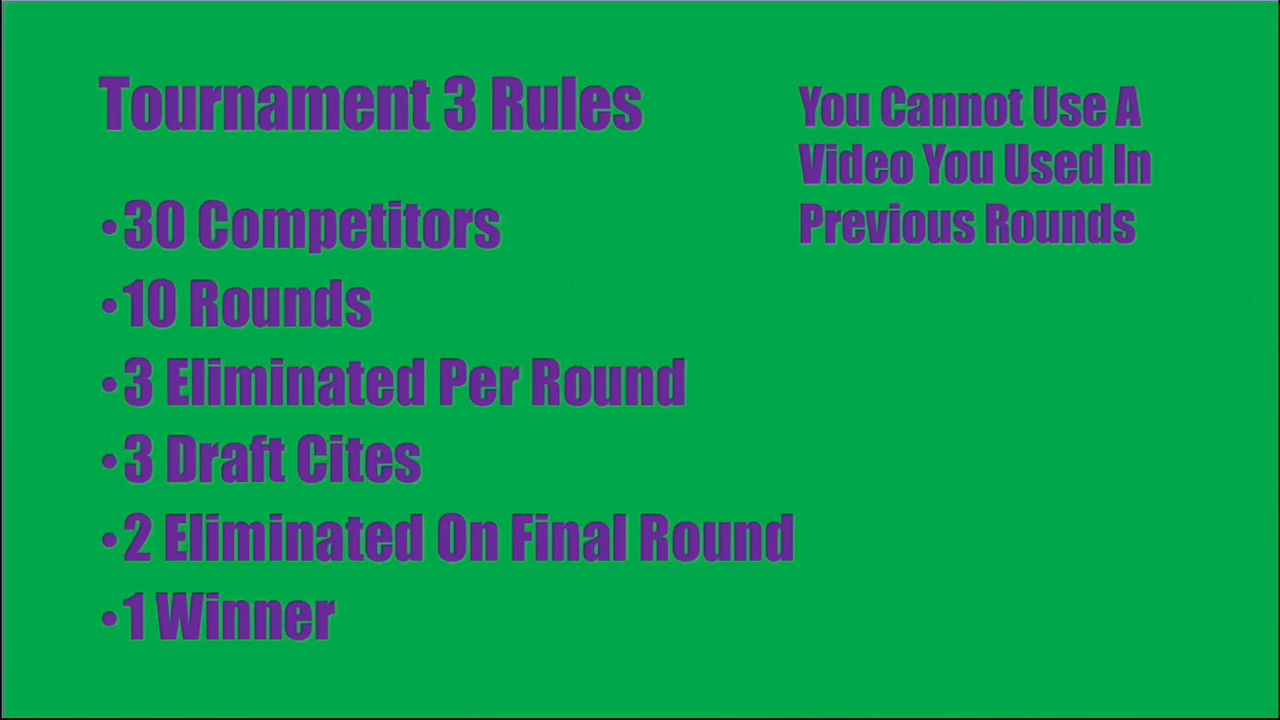 Tournament 3 Rules
•30 Competitors
•10 Rounds
•3 Eliminated Per Round
•3 Draft Cites
•2 Eliminated On Final Round
•1 Winner
You Cannot Use A
Video You Used In
Previous Rounds